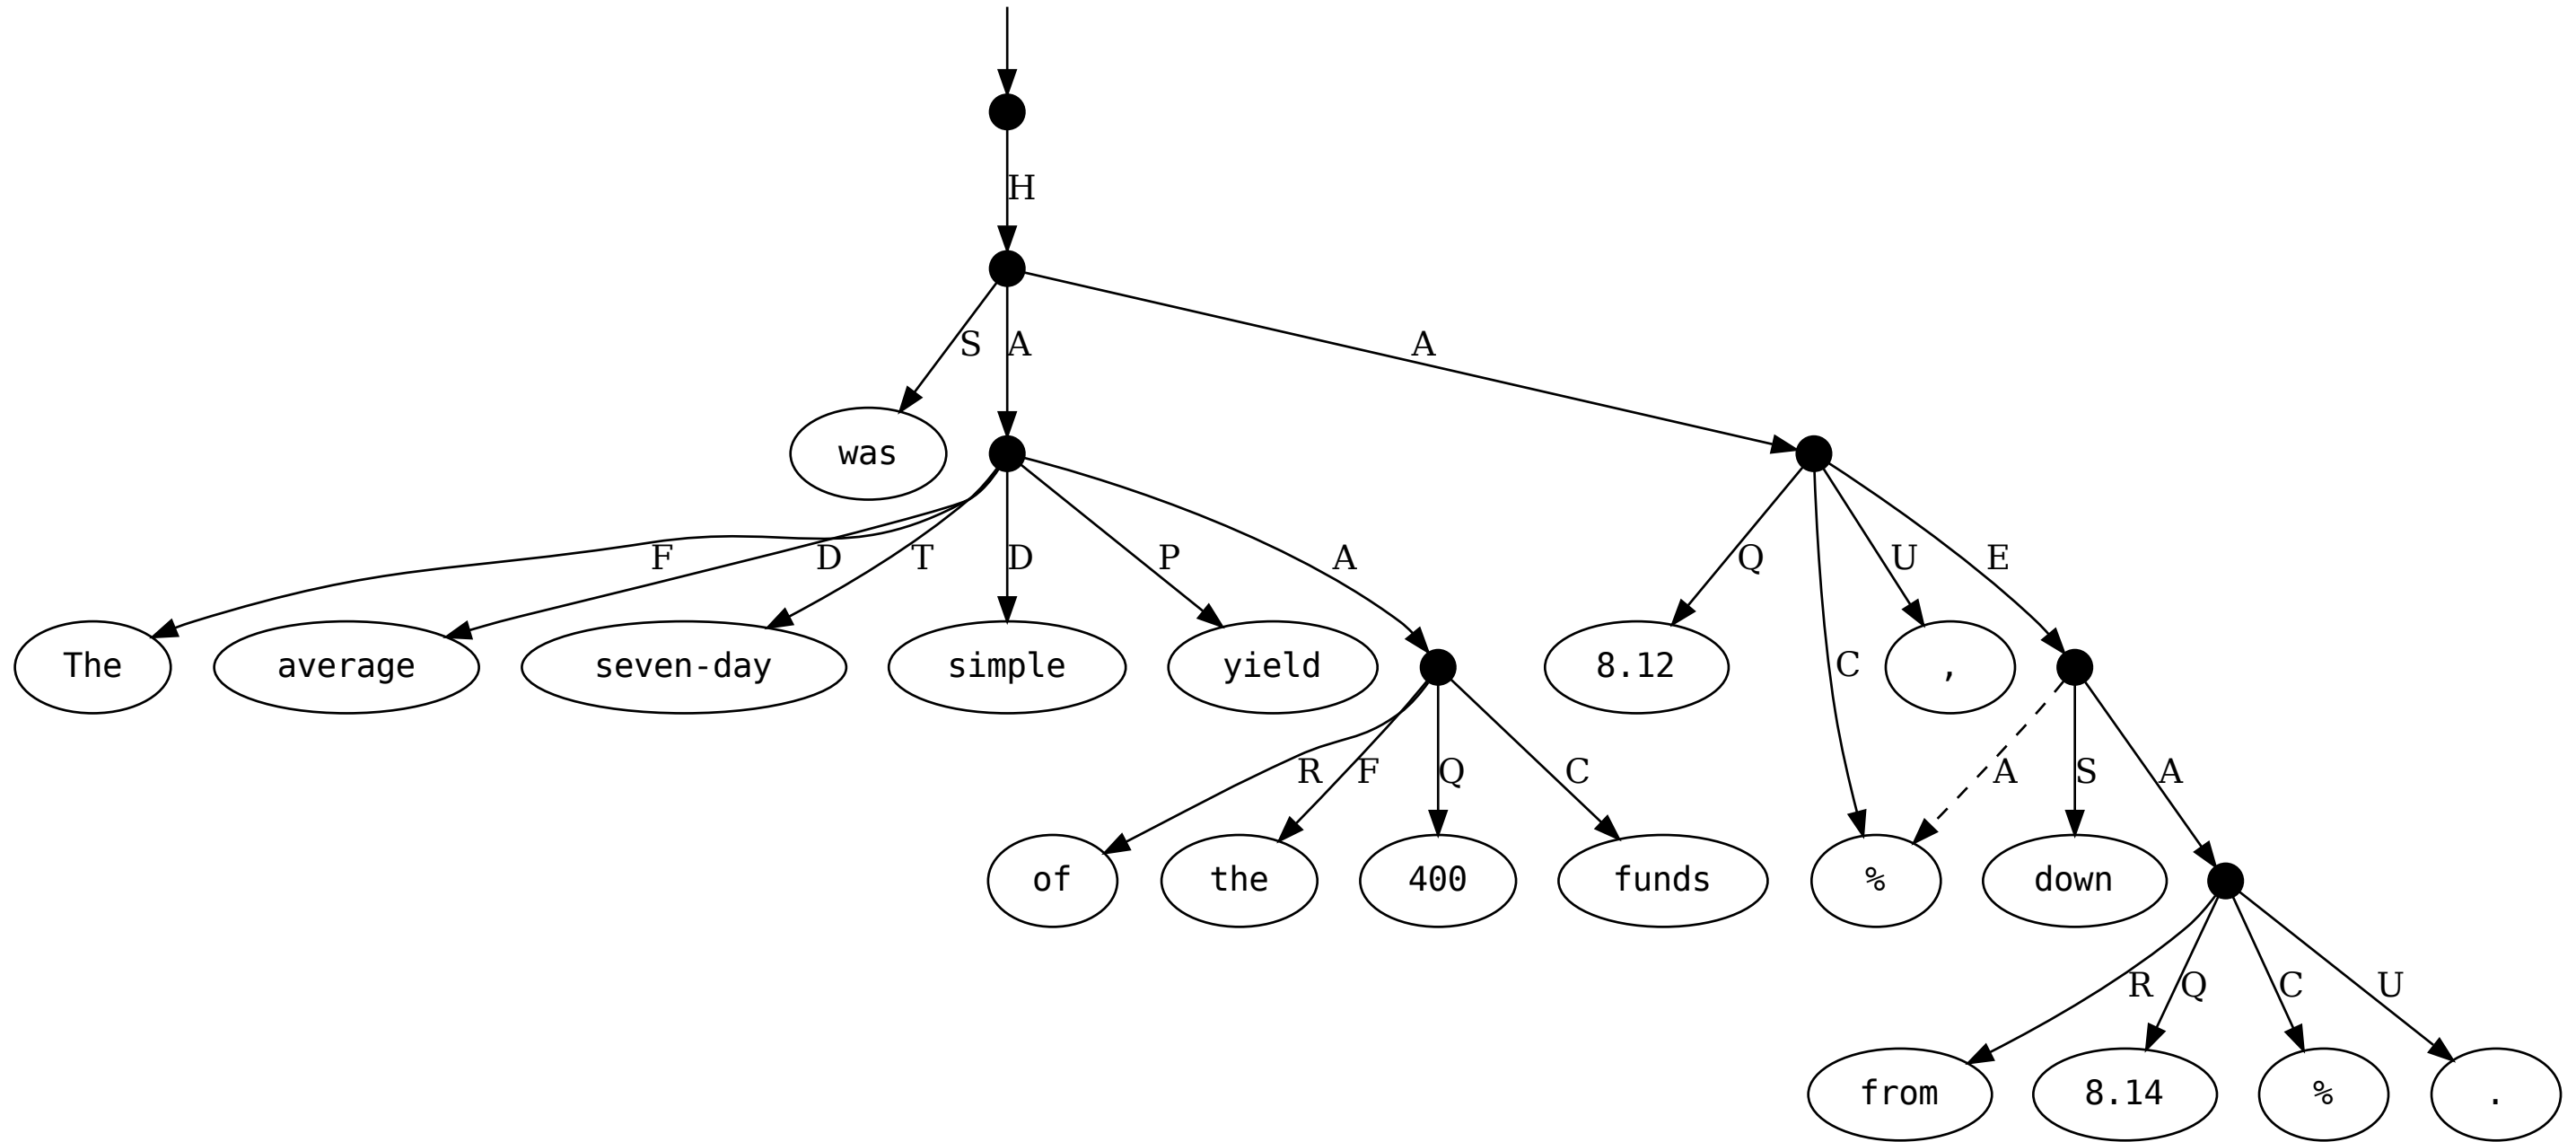 H
S A A
was
F D T D P A Q C U E
The average seven-day simple yield 8.12 ,
R F Q C A S A
of the 400 funds % down
R Q C U
from 8.14 % .